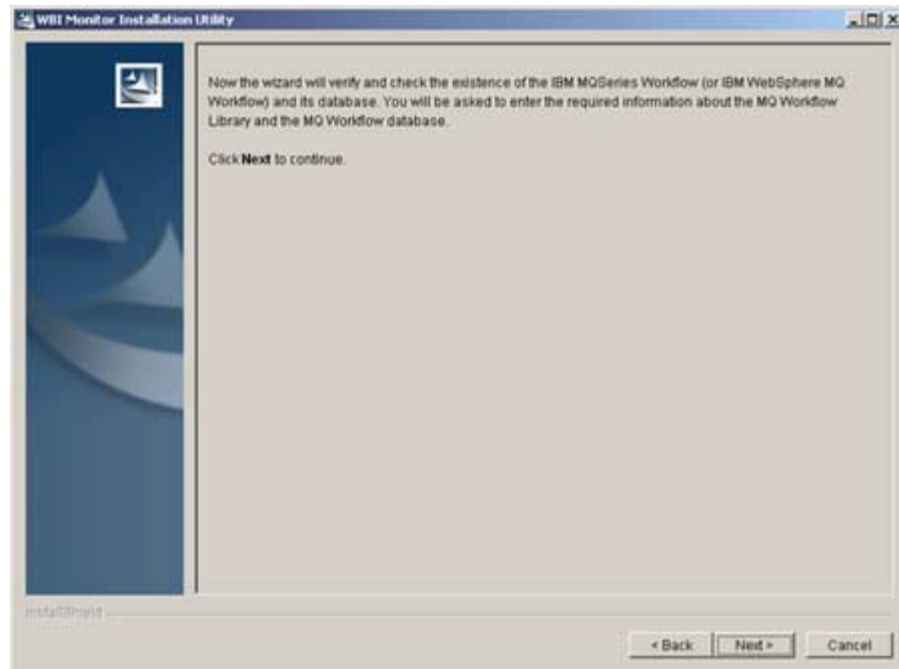 WBI Monitor Installation Utility
Now the wizard will verify and check the existence of the IBM MQSeries Workflow (or IBM WebSphere MQ
Workflow) and its database. You will be asked to enter the required information about the MQ Workflow
Library and the MQ Workflow database.
Click Next to continue.
InstallShield
< Back
Next >
Cancel